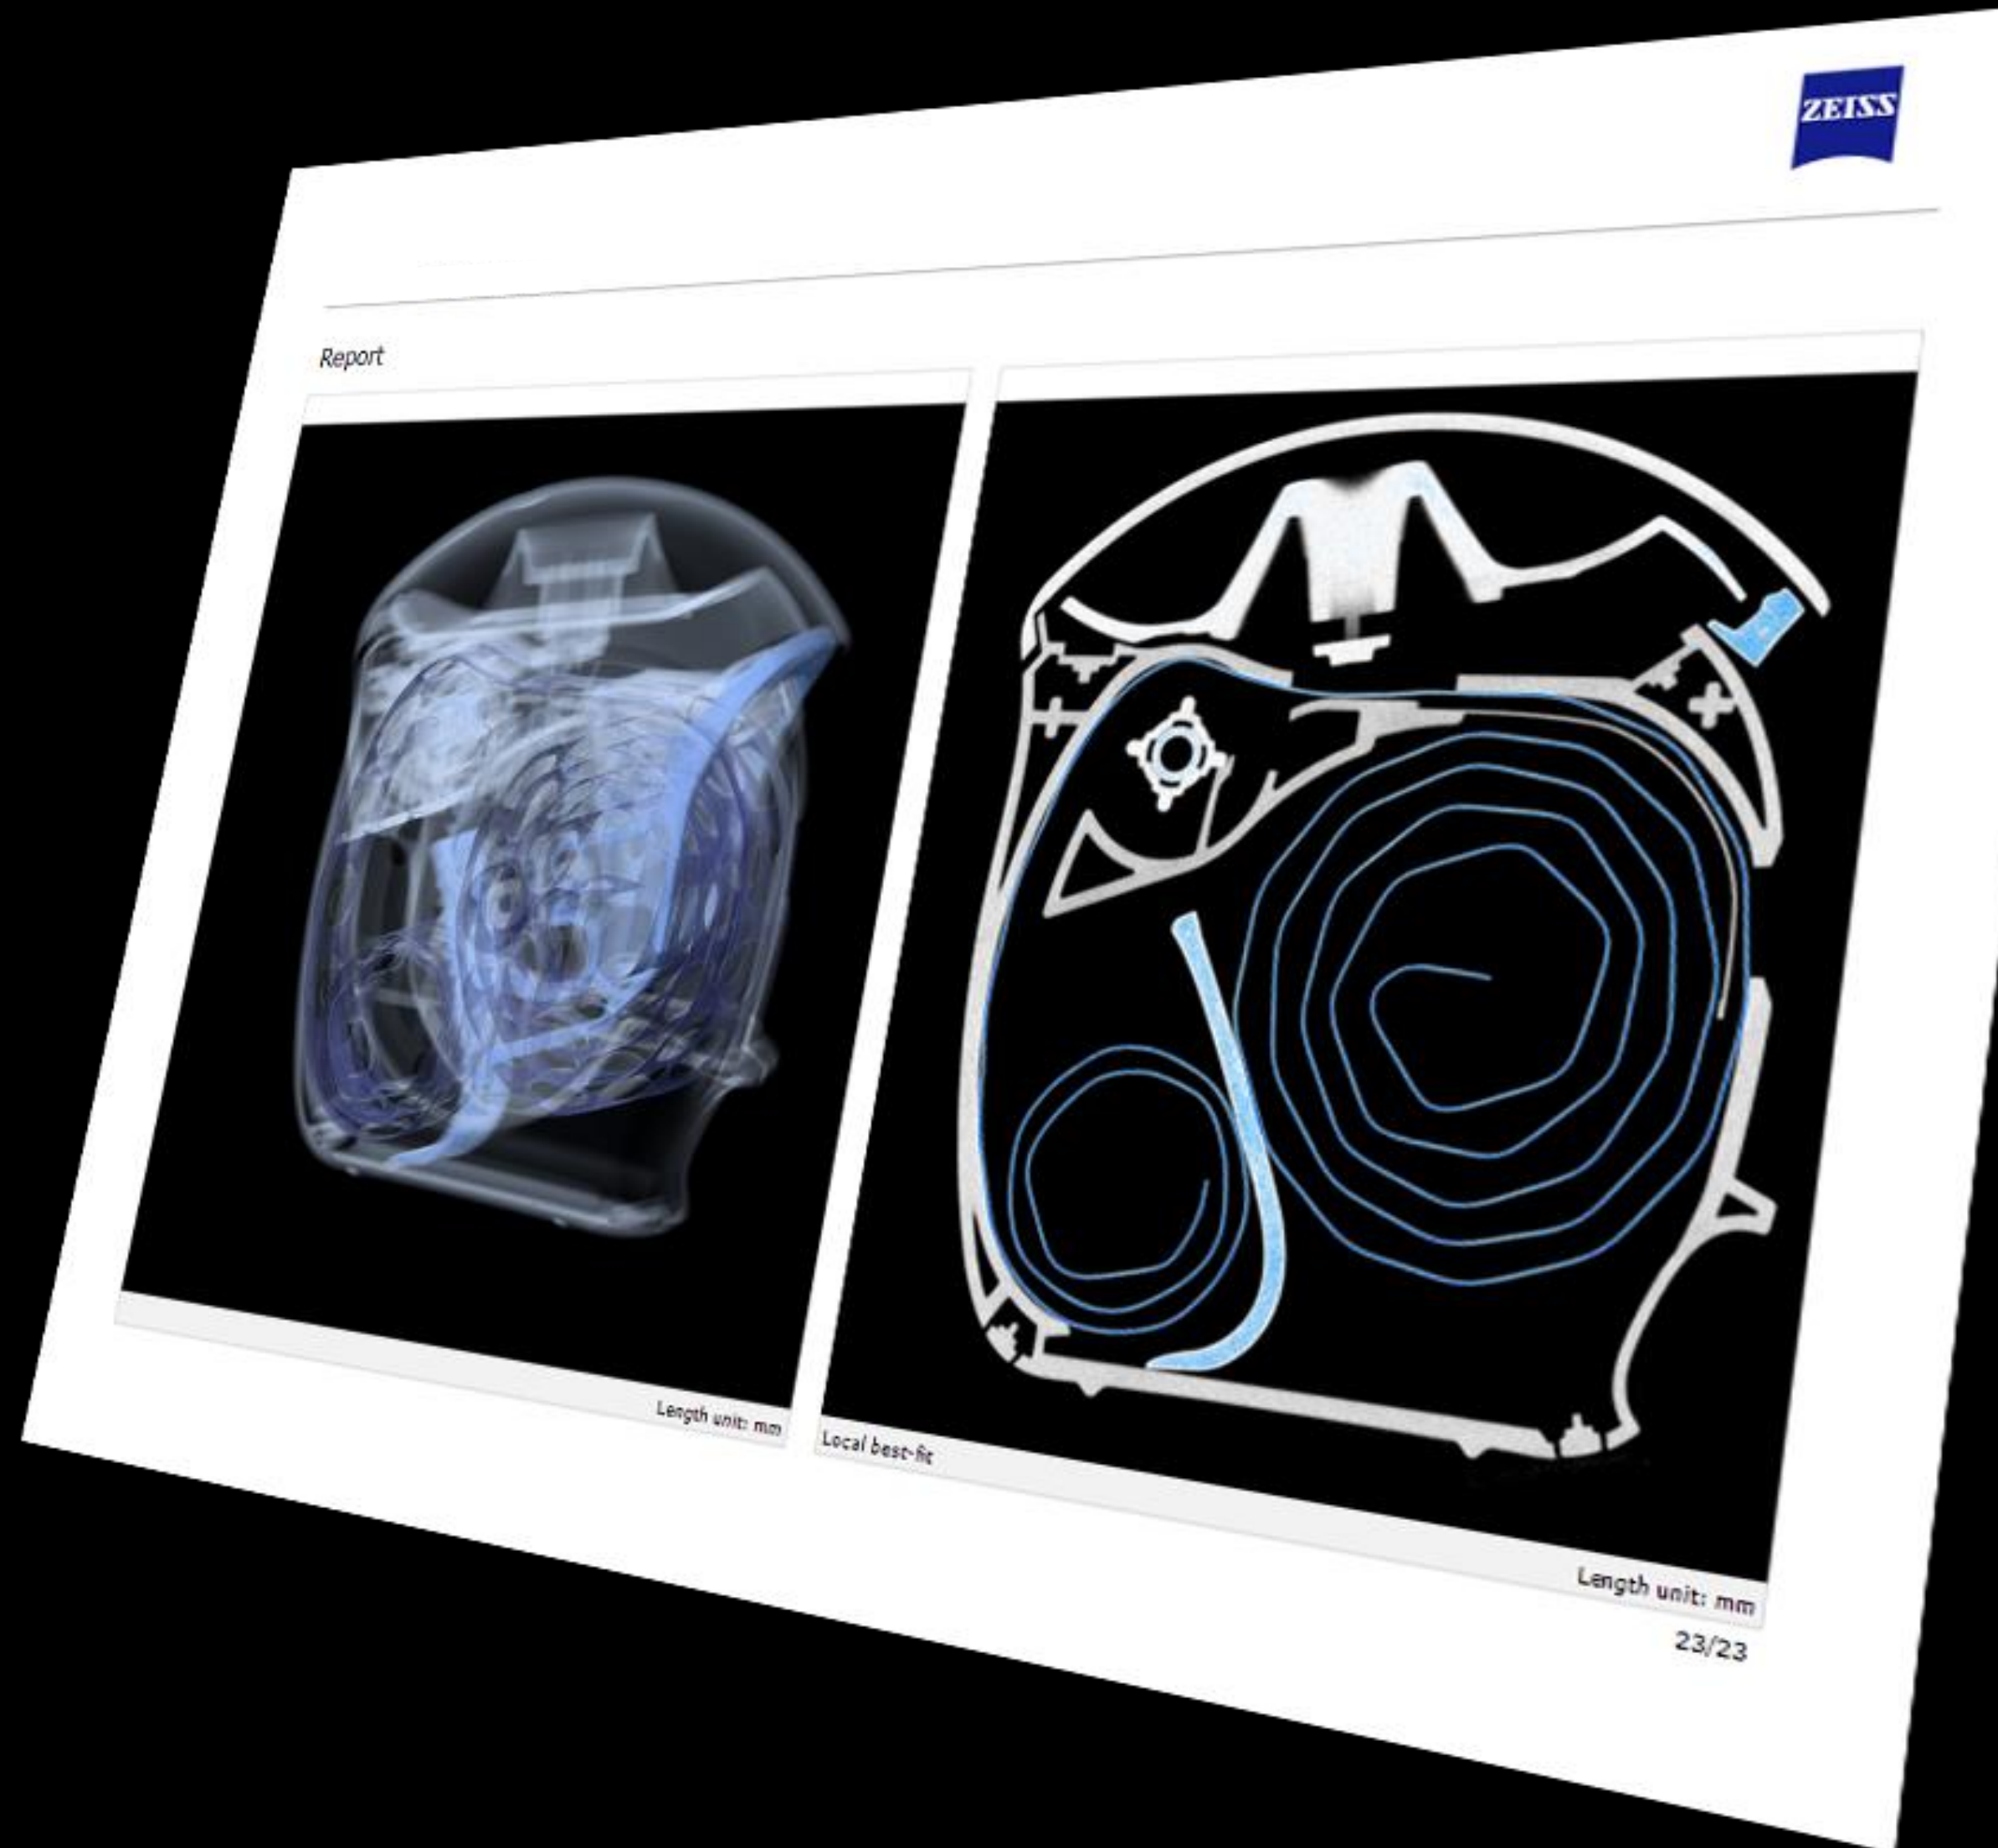 ZEISS
Report
Length unit: mm
Local best-fit
Length unit: mm
23/23